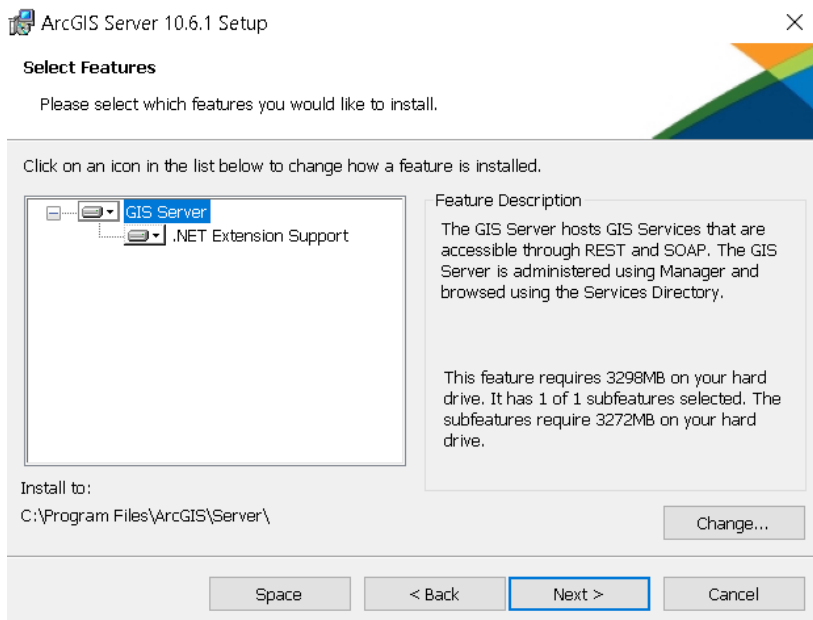 ArcGIS Server 10.6.1 Setup
Select Features
Please select which features you would like to install.
Click on an icon in the list below to change how a feature is installed.
GIS Server
.NET Extension Support
Feature Description
The GIS Server hosts GIS Services that are
accessible through REST and SOAP. The GIS
Server is administered using Manager and
browsed using the Services Directory.
This feature requires 3298MB on your hard
drive. It has 1 of 1 subfeatures selected. The
subfeatures require 3272MB on your hard
drive.
Install to:
C:\Program Files\ArcGIS\Server\
Change...
Space
< Back
Next >
Cancel